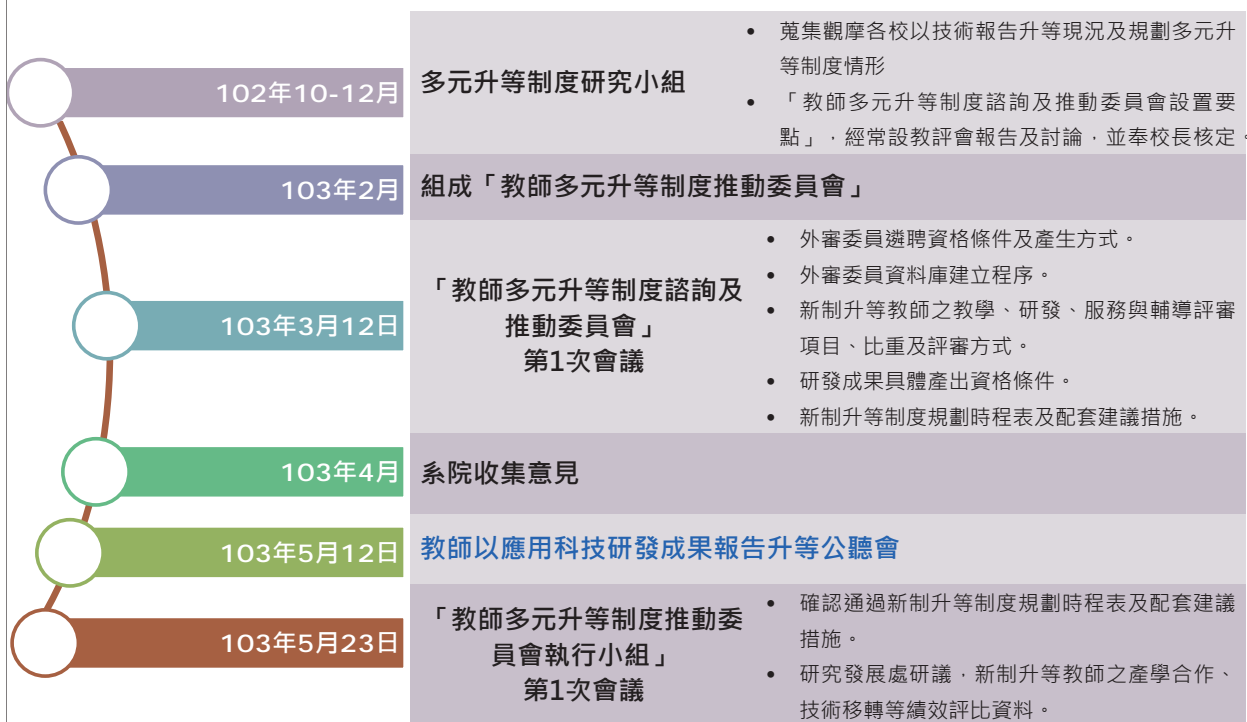 102年10-12月
多元升等制度研究小組
• 蒐集觀摩各校以技術報告升等現況及規劃多元升
等制度情形
• 「教師多元升等制度諮詢及推動委員會設置要
點」，經常設教評會報告及討論，並奉校長核定。
103年2月
組成「教師多元升等制度推動委員會」
103年3月12日
「教師多元升等制度諮詢及
推動委員會」
第1次會議
• 外審委員遴聘資格條件及產生方式。
• 外審委員資料庫建立程序。
• 新制升等教師之教學、研發、服務與輔導評審
項目、比重及評審方式。
• 研發成果具體產出資格條件。
• 新制升等制度規劃時程表及配套建議措施。
103年4月
系院收集意見
103年5月12日
教師以應用科技研發成果報告升等公聽會
103年5月23日
「教師多元升等制度推動委
員會執行小組」
第1次會議
• 確認通過新制升等制度規劃時程表及配套建議
措施。
• 研究發展處研議，新制升等教師之產學合作、
技術移轉等績效評比資料。